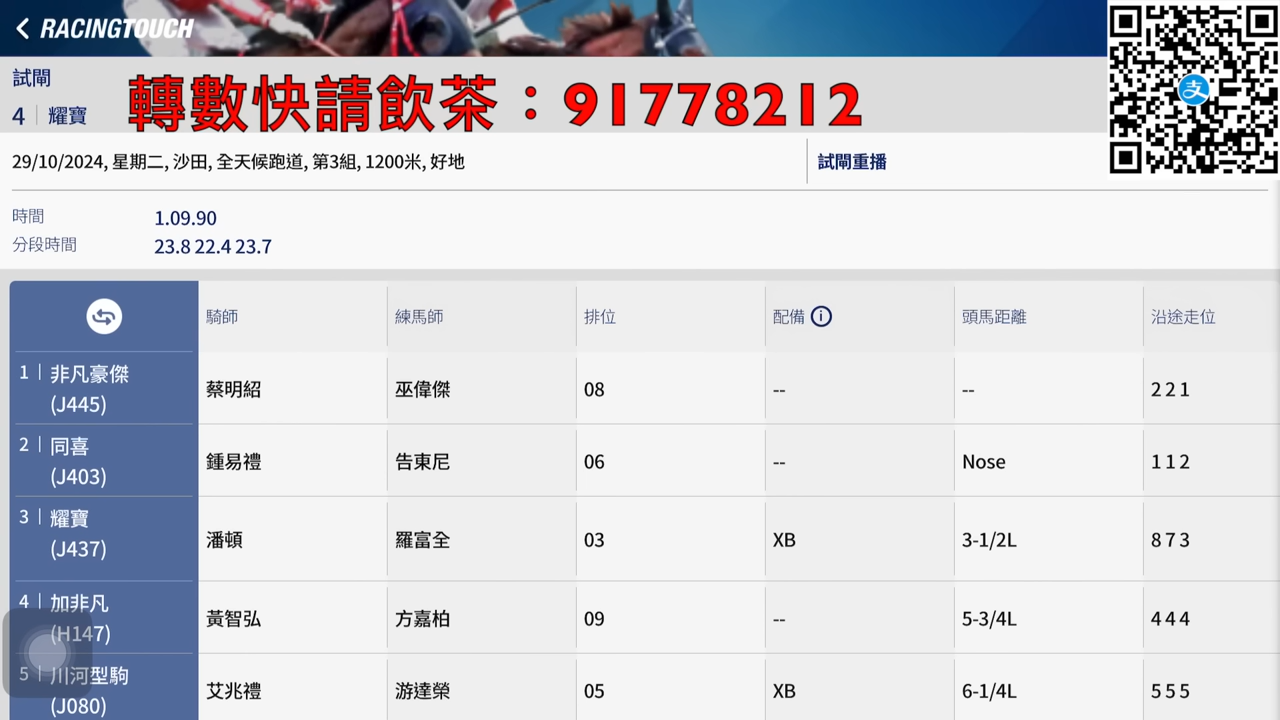 RACINGTOUCH
試閘
4 耀寶
轉數快請飲茶：91778212
29/10/2024, 星期二, 沙田, 全天候跑道, 第3組, 1200米, 好地
試閘重播
時間 1.09.90
分段時間 23.8 22.4 23.7
騎師 練馬師 排位 配備 頭馬距離 沿途走位
1 非凡豪傑 (J445) 蔡明紹 巫偉傑 08 -- -- 2 2 1
2 同喜 (J403) 鍾易禮 告東尼 06 -- Nose 1 1 2
3 耀寶 (J437) 潘頓 羅富全 03 XB 3-1/2L 8 7 3
4 加非凡 (H147) 黃智弘 方嘉柏 09 -- 5-3/4L 4 4 4
5 川河型駒 (J080) 艾兆禮 游達榮 05 XB 6-1/4L 5 5 5
支